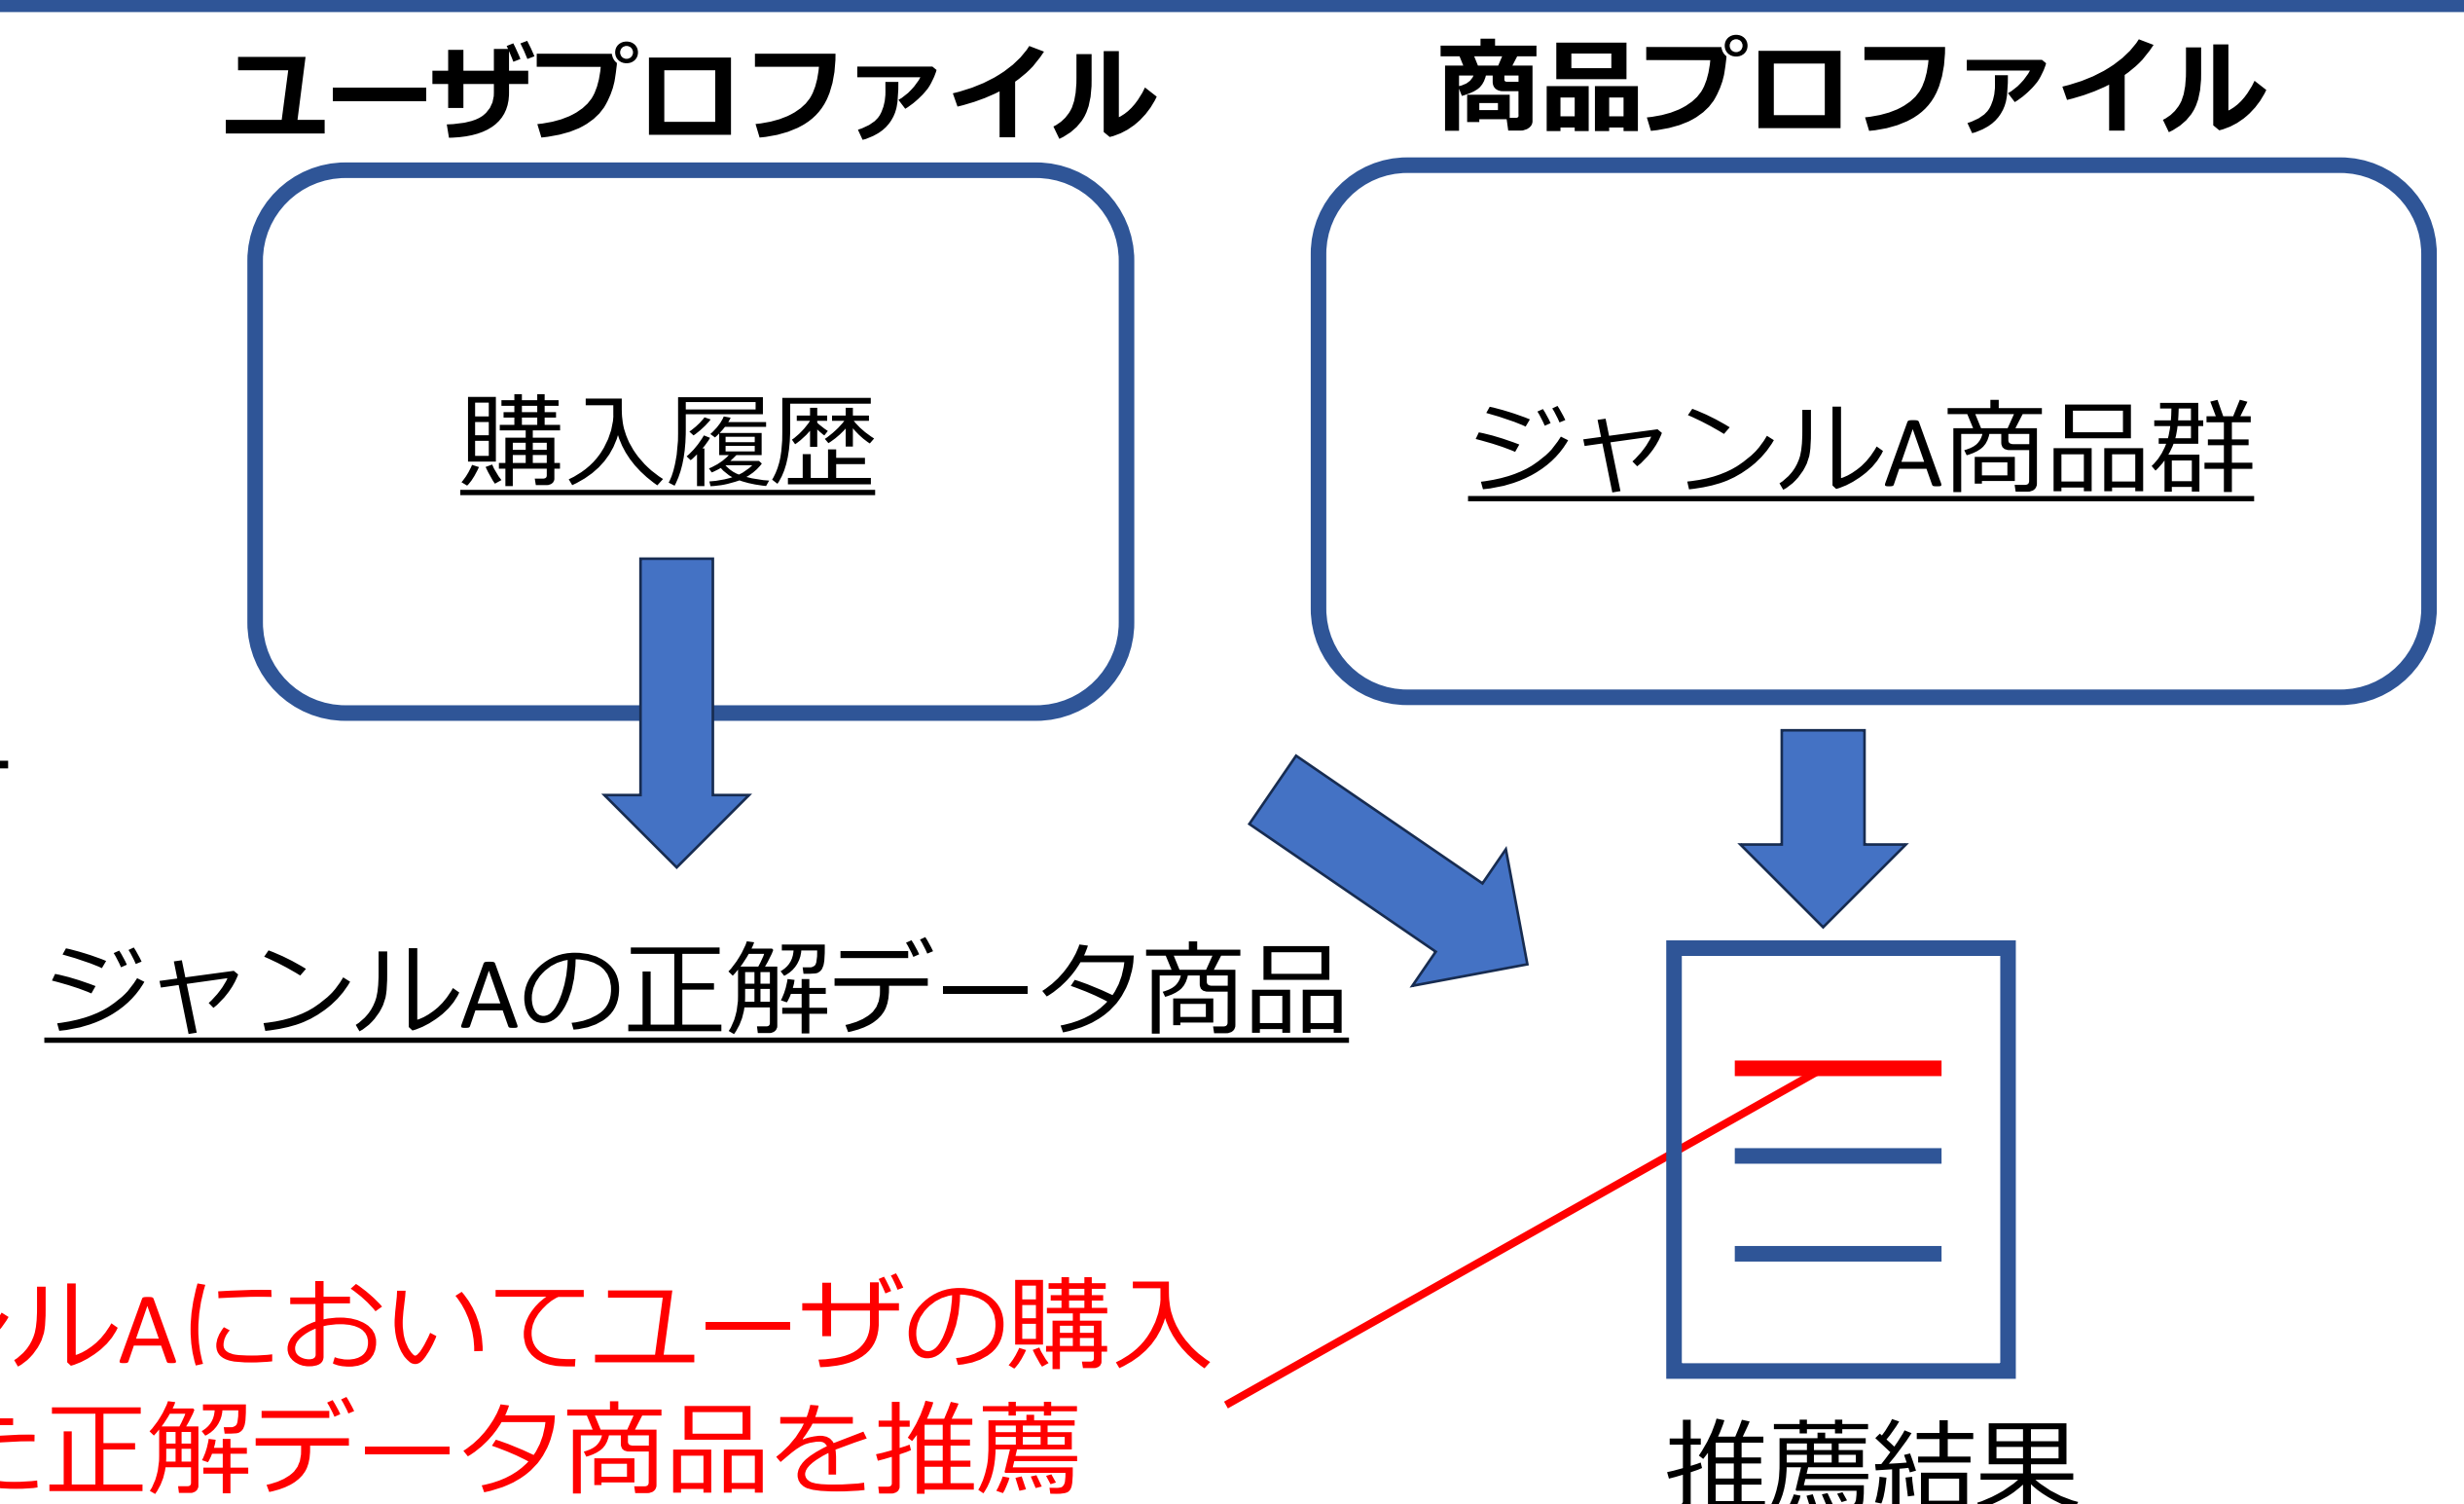 ユーザプロファイル
商品プロファイル
購入履歴
ジャンルA商品群
ジャンルAの正解データ商品
ルAにおいてユーザの購入
正解データ商品を推薦
推薦結果